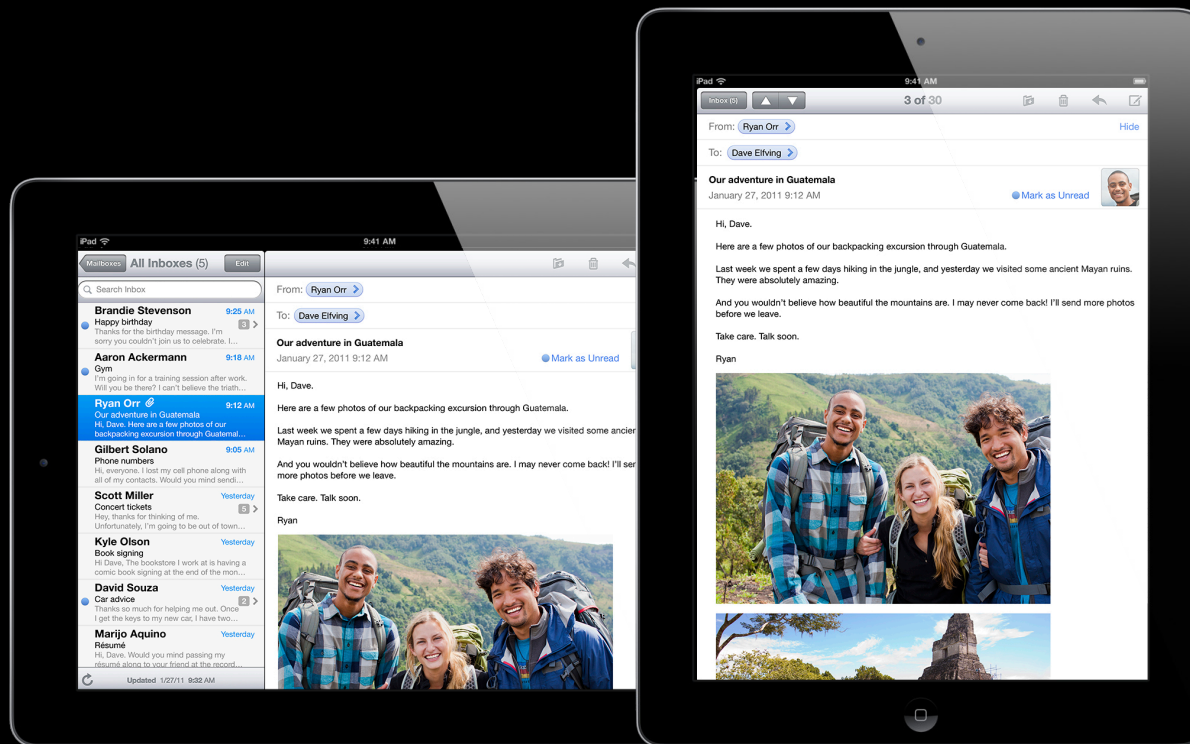 iPad
9:41 AM
Mailboxes
All Inboxes (5)
Edit
Search Inbox
Brandie Stevenson 9:25 AM
Happy birthday 3
Thanks for the birthday message. I'm
sorry you couldn't join us to celebrate. I…
Aaron Ackermann 9:18 AM
Gym
I'm going in for a training session after work.
Will you be there? I can't believe the triath…
Ryan Orr 9:12 AM
Our adventure in Guatemala
Hi, Dave. Here are a few photos of our
backpacking excursion through Guatemal…
Gilbert Solano 9:05 AM
Phone numbers
Hi, everyone. I lost my cell phone along with
all of my contacts. Would you mind sendi…
Scott Miller Yesterday
Concert tickets 5
Hey, thanks for thinking of me.
Unfortunately, I'm going to be out of town…
Kyle Olson Yesterday
Book signing
Hi Dave, The bookstore I work at is having a
comic book signing at the end of the mon…
David Souza Yesterday
Car advice 2
Thanks so much for helping me out. Once
I get the keys to my new car, I have two…
Marijo Aquino Yesterday
Résumé
Hi, Dave. Would you mind passing my
résumé along to your friend at the record…
Updated 1/27/11 9:32 AM
From: Ryan Orr
To: Dave Elfving
Our adventure in Guatemala
January 27, 2011 9:12 AM
Mark as Unread
Hi, Dave.
Here are a few photos of our backpacking excursion through Guatemala.
Last week we spent a few days hiking in the jungle, and yesterday we visited some
Mayan ruins. They were absolutely amazing.
And you wouldn't believe how beautiful the mountains are. I may never come back! I'll
more photos before we leave.
Take care. Talk soon.
Ryan
iPad
9:41 AM
Inbox (5)
3 of 30
From: Ryan Orr
Hide
To: Dave Elfving
Our adventure in Guatemala
January 27, 2011 9:12 AM
Mark as Unread
Hi, Dave.
Here are a few photos of our backpacking excursion through Guatemala.
Last week we spent a few days hiking in the jungle, and yesterday we visited some ancient Mayan ruins.
They were absolutely amazing.
And you wouldn't believe how beautiful the mountains are. I may never come back! I'll send more photos
before we leave.
Take care. Talk soon.
Ryan